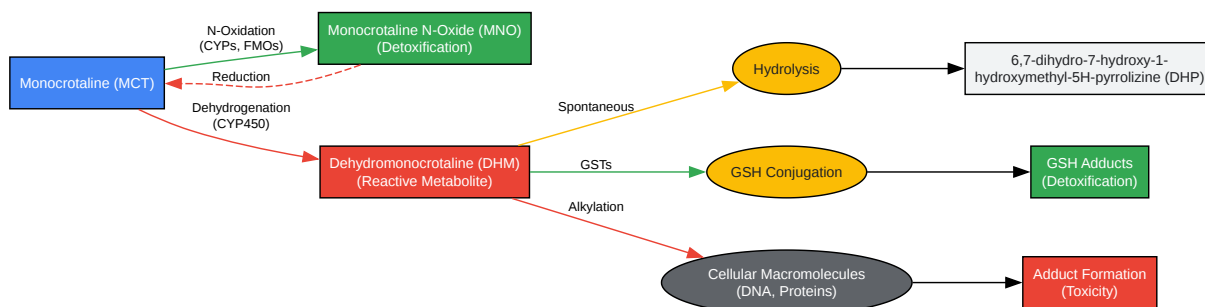 N-Oxidation
(CYPs, FMOs)
Monocrotaline N-Oxide (MNO)
(Detoxification)
Monocrotaline (MCT)
Reduction
Dehydrogenation
(CYP450)
Dehydromonocrotaline (DHM)
(Reactive Metabolite)
Spontaneous
Hydrolysis
6,7-dihydro-7-hydroxy-1-
hydroxymethyl-5H-pyrrolizine (DHP)
GSTs
GSH Conjugation
GSH Adducts
(Detoxification)
Alkylation
Cellular Macromolecules
(DNA, Proteins)
Adduct Formation
(Toxicity)